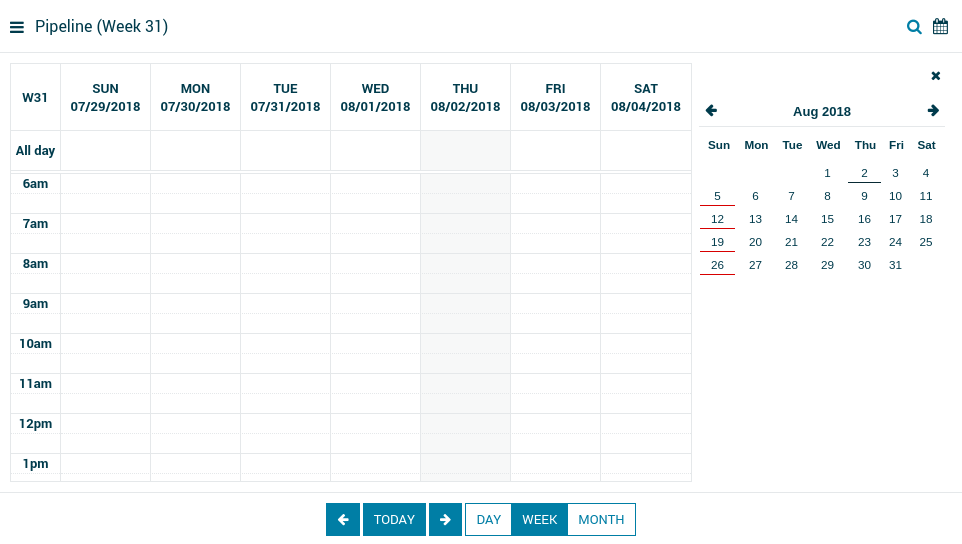 Pipeline (Week 31)
W31 SUN MON TUE WED THU FRI SAT
07/29/2018 07/30/2018 07/31/2018 08/01/2018 08/02/2018 08/03/2018 08/04/2018
All day
6am
7am
8am
9am
10am
11am
12pm
1pm
Aug 2018
Sun Mon Tue Wed Thu Fri Sat
1 2 3 4
5 6 7 8 9 10 11
12 13 14 15 16 17 18
19 20 21 22 23 24 25
26 27 28 29 30 31
TODAY DAY WEEK MONTH